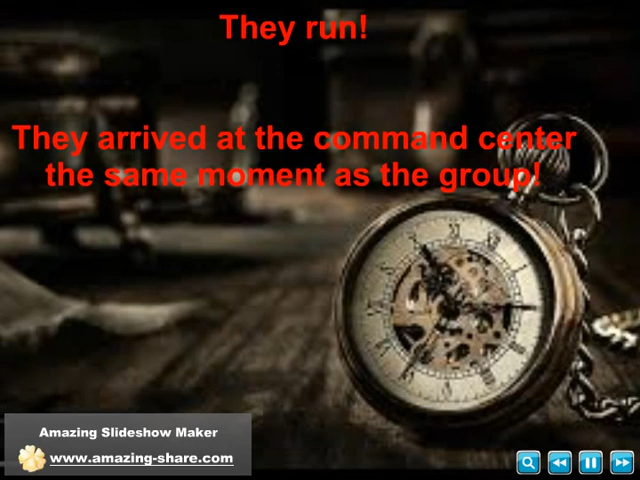 They run!
They arrived at the command center
the same moment as the group!
Amazing Slideshow Maker
www.amazing-share.com